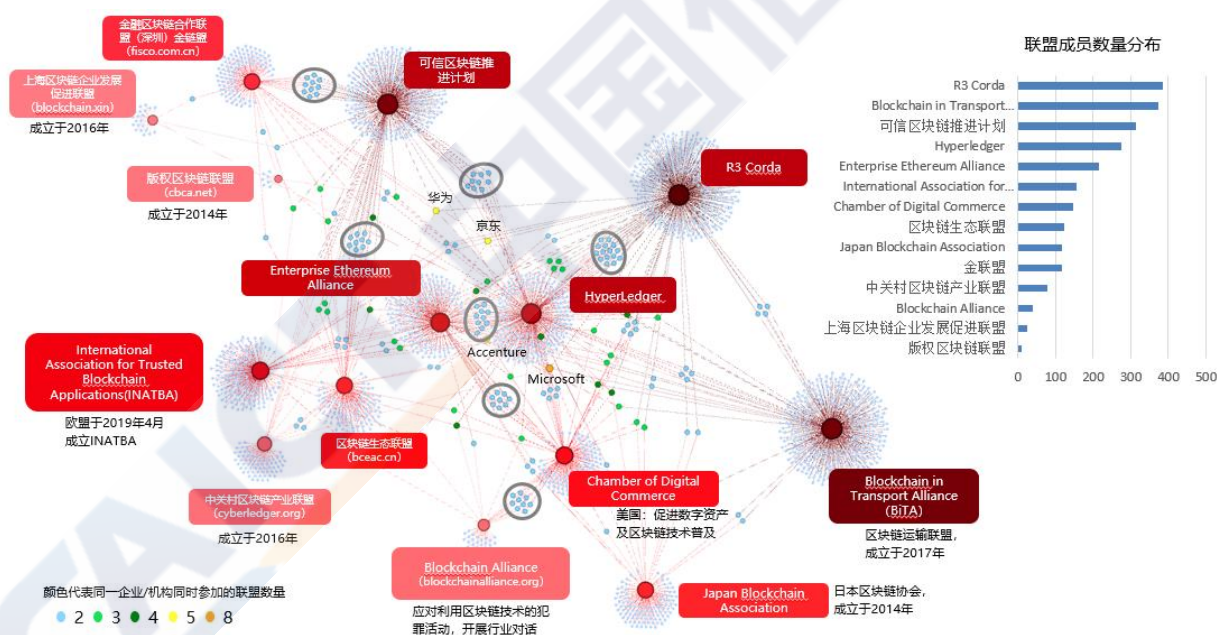 金融区块链合作联
盟（深圳）金链盟
(fisco.com.cn)
上海区块链企业发展
促进联盟
(blockchain.xin)
成立于2016年
可信区块链推
进计划
版权区块链联盟
(cbca.net)
成立于2014年
华为
京东
R3 Corda
Enterprise Ethereum
Alliance
HyperLedger
Accenture
Microsoft
International
Association for Trusted
Blockchain
Applications(INATBA)
欧盟于2019年4月
成立INATBA
区块链生态联盟
(bceac.cn)
中关村区块链产业联盟
(cyberledger.org)
成立于2016年
Chamber of Digital
Commerce
美国：促进数字资产
及区块链技术普及
Blockchain in
Transport Alliance
(BiTA)
区块链运输联盟，
成立于2017年
Blockchain Alliance
(blockchainalliance.org)
应对利用区块链技术的犯
罪活动，开展行业对话
Japan Blockchain
Association
日本区块链协会，
成立于2014年
颜色代表同一企业/机构同时参加的联盟数量
2 3 4 5 8
联盟成员数量分布
R3 Corda
Blockchain in Transport...
可信区块链推进计划
Hyperledger
Enterprise Ethereum Alliance
International Association for...
Chamber of Digital Commerce
区块链生态联盟
Japan Blockchain Association
金联盟
中关村区块链产业联盟
Blockchain Alliance
上海区块链企业发展促进联盟
版权区块链联盟
0 100 200 300 400 500
CAICT